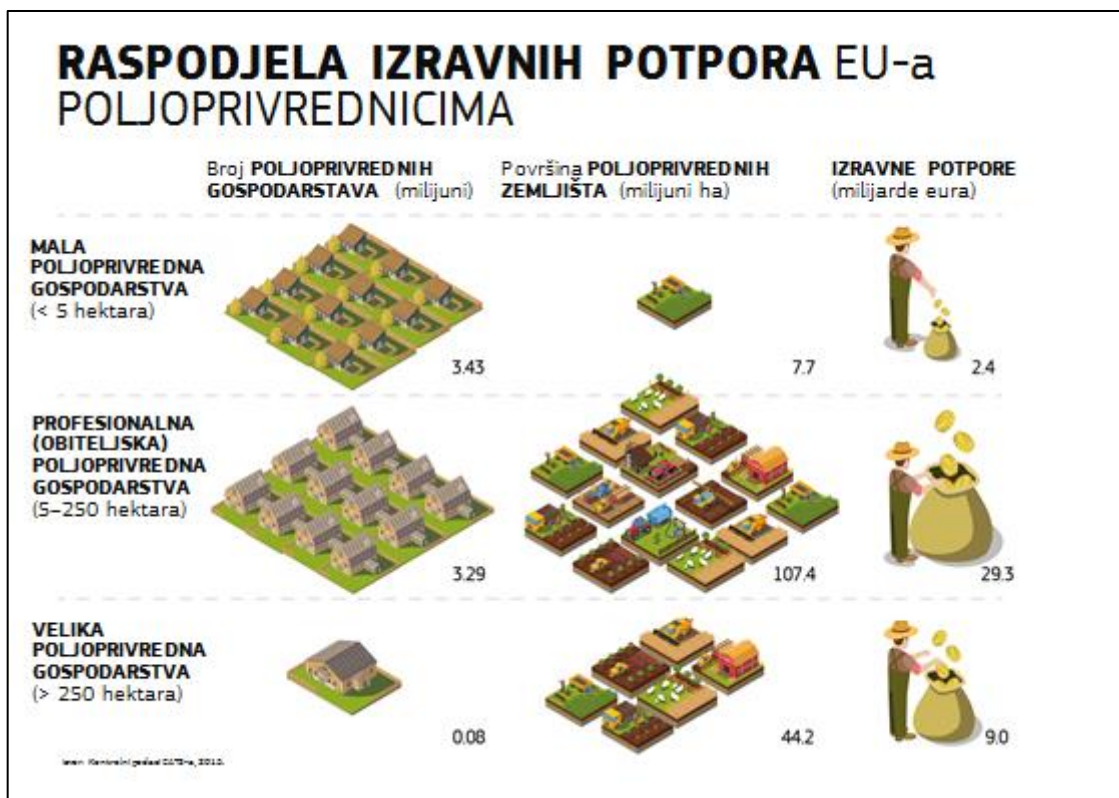 RASPODJELA IZRAVNIH POTPORA EU-a
POLJOPRIVREDNICIMA
Broj POLJOPRIVREDNIH
GOSPODARSTAVA (milijuni)
Površina POLJOPRIVREDNIH
ZEMLJIŠTA (milijuni ha)
IZRAVNE POTPORE
(milijarde eura)
MALA
POLJOPRIVREDNA
GOSPODARSTVA
(< 5 hektara)
3.43
7.7
2.4
PROFESIONALNA
(OBITELJSKA)
POLJOPRIVREDNA
GOSPODARSTVA
(5–250 hektara)
3.29
107.4
29.3
VELIKA
POLJOPRIVREDNA
GOSPODARSTVA
(> 250 hektara)
0.08
44.2
9.0